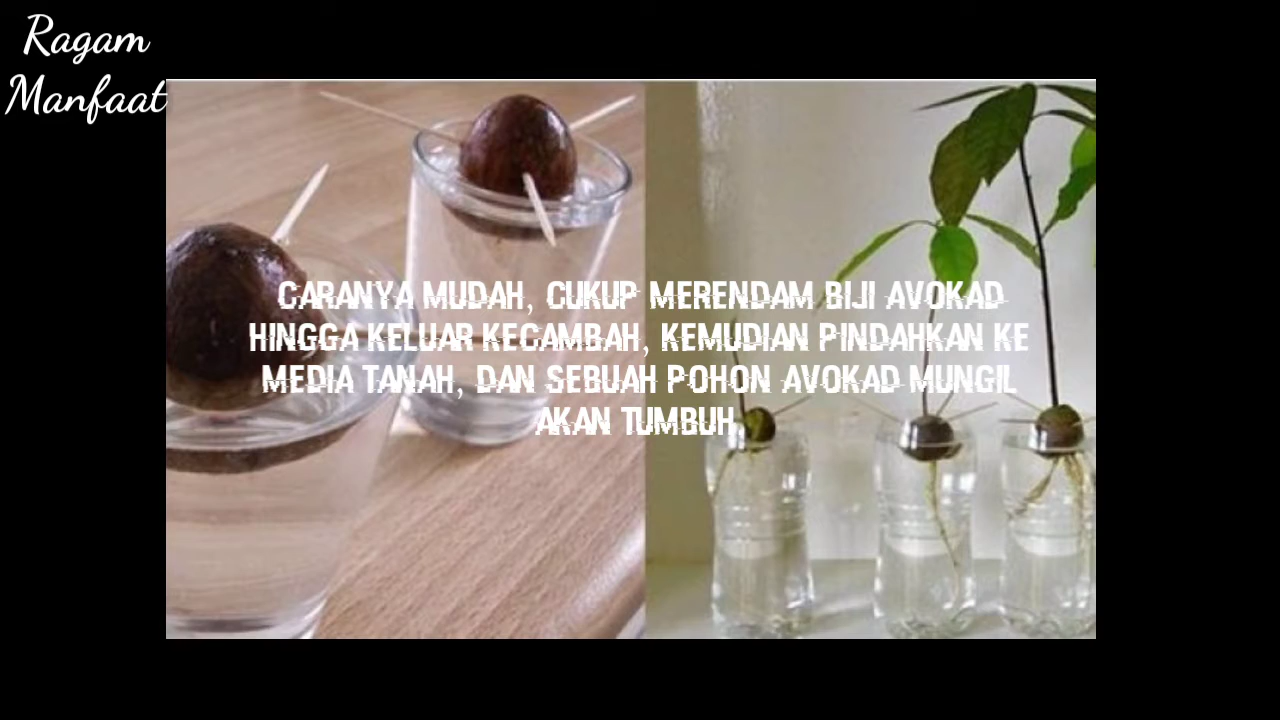 Ragam
Manfaat
CARANYA MUDAH, CUKUP MERENDAM BIJI AVOKAD
HINGGA KELUAR KECAMBAH, KEMUDIAN PINDAHKAN KE
MEDIA TANAH, DAN SEBUAH POHON AVOKAD MUNGIL
AKAN TUMBUH.